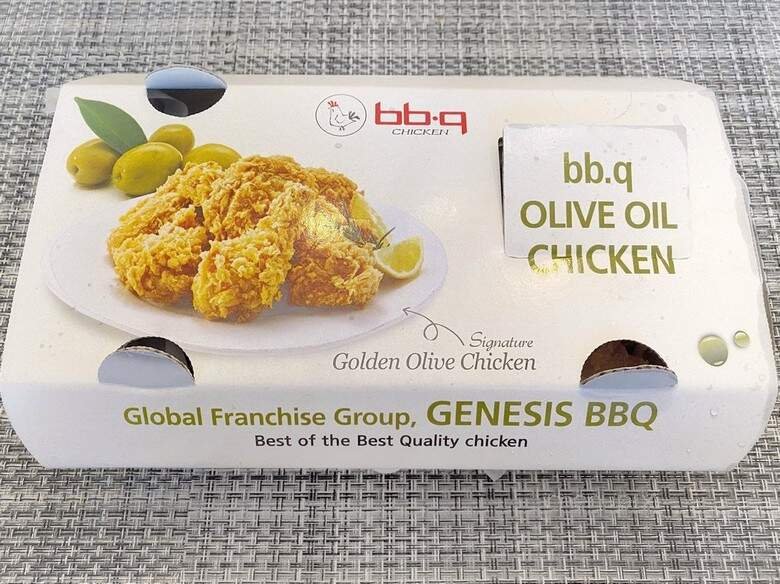 bb.q
CHICKEN
bb.q
OLIVE OIL
CHICKEN
Signature
Golden Olive Chicken
Global Franchise Group, GENESIS BBQ
Best of the Best Quality chicken